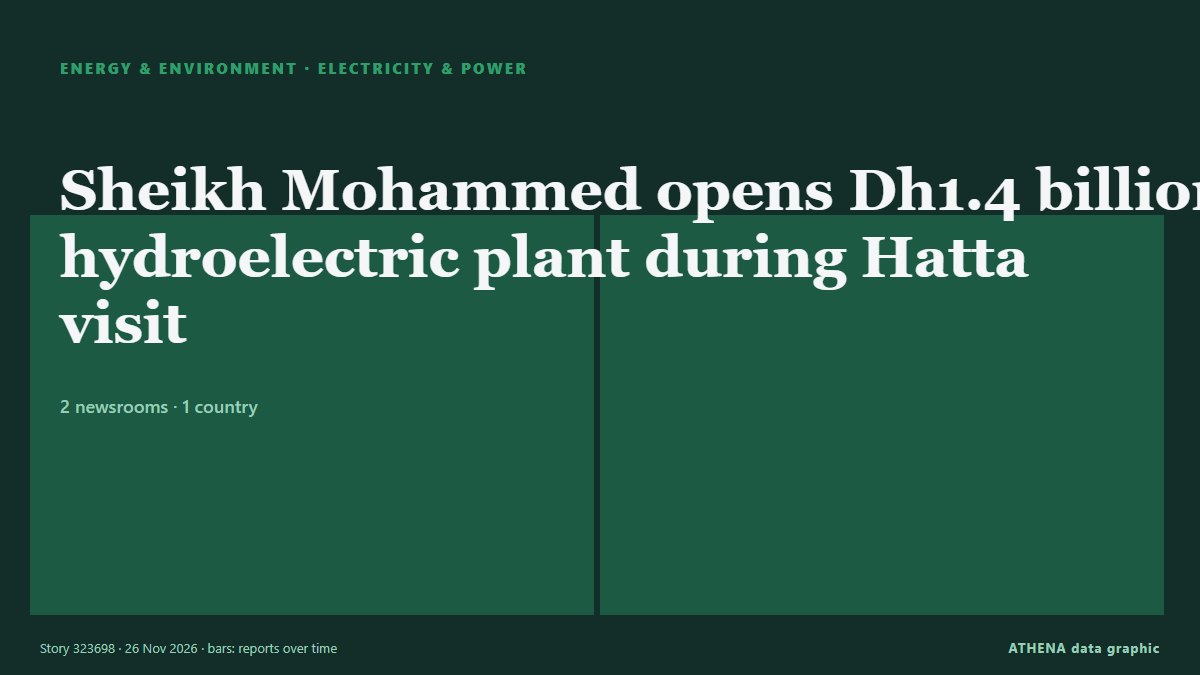 ENERGY & ENVIRONMENT · ELECTRICITY & POWER
Sheikh Mohammed opens Dh1.4 billion
hydroelectric plant during Hatta
visit
2 newsrooms · 1 country
Story 323698 · 26 Nov 2026 · bars: reports over time
ATHENA data graphic